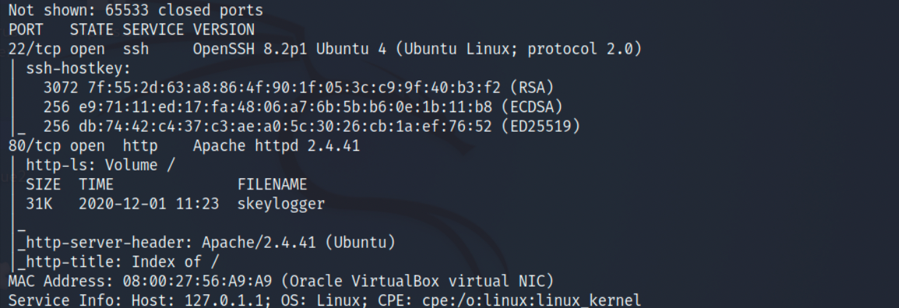 Not shown: 65533 closed ports
PORT   STATE SERVICE VERSION
22/tcp open  ssh     OpenSSH 8.2p1 Ubuntu 4 (Ubuntu Linux; protocol 2.0)
| ssh-hostkey:
|   3072 7f:55:2d:63:a8:86:4f:90:1f:05:3c:c9:9f:40:b3:f2 (RSA)
|   256 e9:71:11:ed:17:fa:48:06:a7:6b:5b:b6:0e:1b:11:b8 (ECDSA)
|_  256 db:74:42:c4:37:c3:ae:a0:5c:30:26:cb:1a:ef:76:52 (ED25519)
80/tcp open  http    Apache httpd 2.4.41
| http-ls: Volume /
| SIZE  TIME              FILENAME
| 31K   2020-12-01 11:23  skeylogger
|_
|_http-server-header: Apache/2.4.41 (Ubuntu)
|_http-title: Index of /
MAC Address: 08:00:27:56:A9:A9 (Oracle VirtualBox virtual NIC)
Service Info: Host: 127.0.1.1; OS: Linux; CPE: cpe:/o:linux:linux_kernel